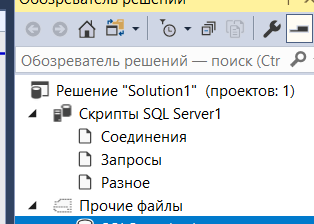 Обозреватель решений
Обозреватель решений — поиск (Ctr
Решение "Solution1" (проектов: 1)
Скрипты SQL Server1
Соединения
Запросы
Разное
Прочие файлы